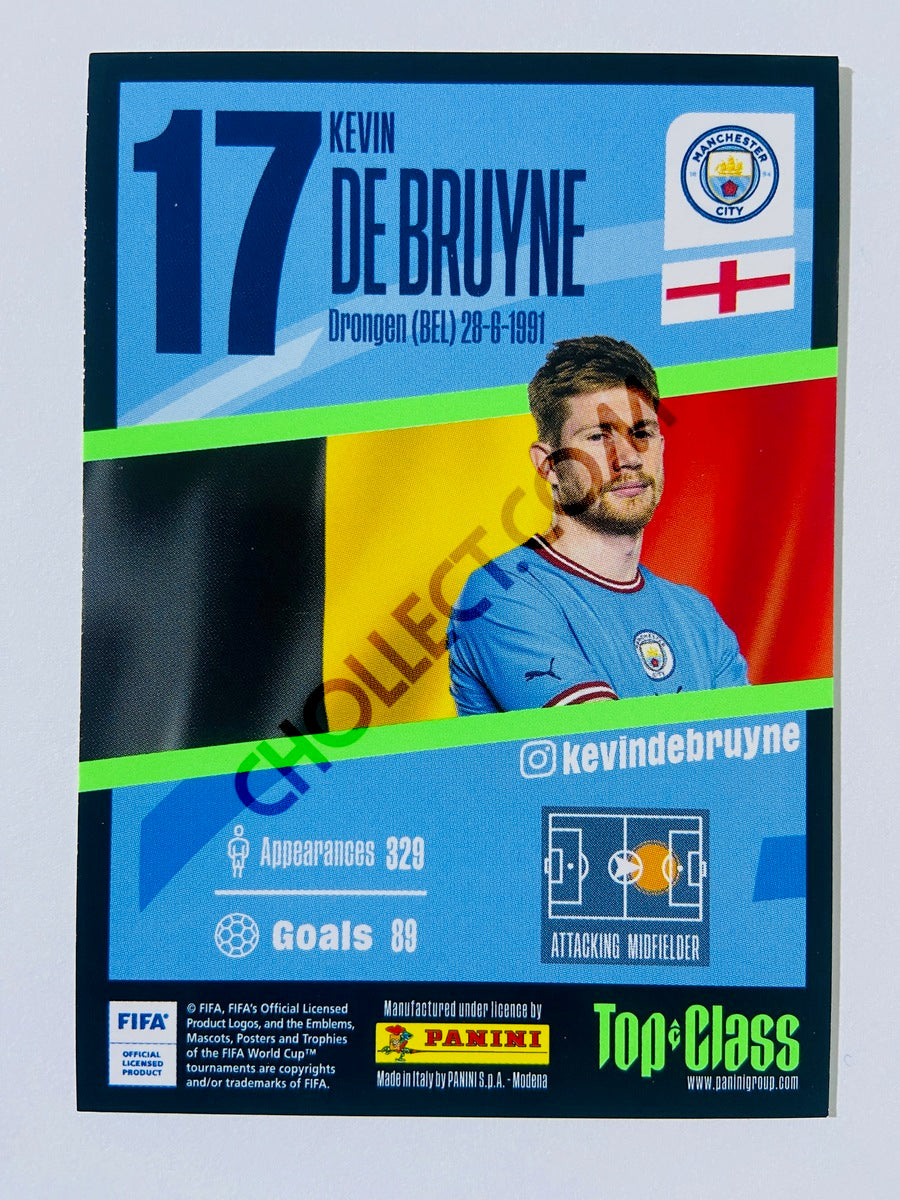 17
KEVIN
DE BRUYNE
Drongen (BEL) 28-6-1991
MANCHESTER
18 94
CITY
CHOLLECT.COM
kevindebruyne
Appearances 329
Goals 89
ATTACKING MIDFIELDER
FIFA®
OFFICIAL
LICENSED
PRODUCT
© FIFA, FIFA's Official Licensed
Product Logos, and the Emblems,
Mascots, Posters and Trophies
of the FIFA World Cup™
tournaments are copyrights
and/or trademarks of FIFA.
Manufactured under licence by
PANINI
Made in Italy by PANINI S.p.A. - Modena
Top Class
www.paninigroup.com